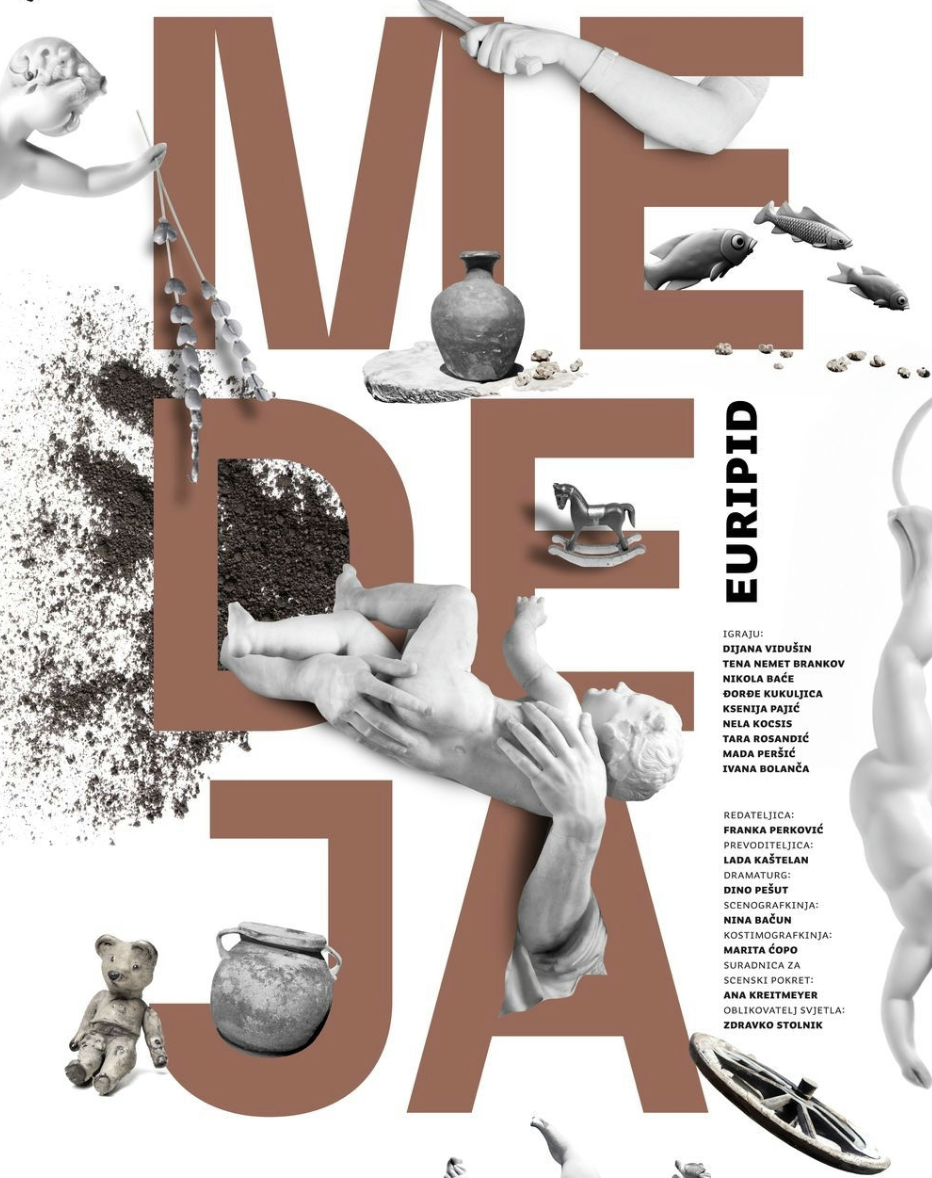 ME
DE
JA
EURIPID
IGRAJU:
DIJANA VIDUŠIN
TENA NEMET BRANKOV
NIKOLA BAĆE
ĐORĐE KUKULJICA
KSENIJA PAJIĆ
NELA KOCSIS
TARA ROSANDIĆ
MADA PERŠIĆ
IVANA BOLANČA
REDATELJICA:
FRANKA PERKOVIĆ
PREVODITELJICA:
LADA KAŠTELAN
DRAMATURG:
DINO PEŠUT
SCENOGRAFKINJA:
NINA BAČUN
KOSTIMOGRAFKINJA:
MARITA ĆOPO
SURADNICA ZA
SCENSKI POKRET:
ANA KREITMEYER
OBLIKOVATELJ SVJETLA:
ZDRAVKO STOLNIK